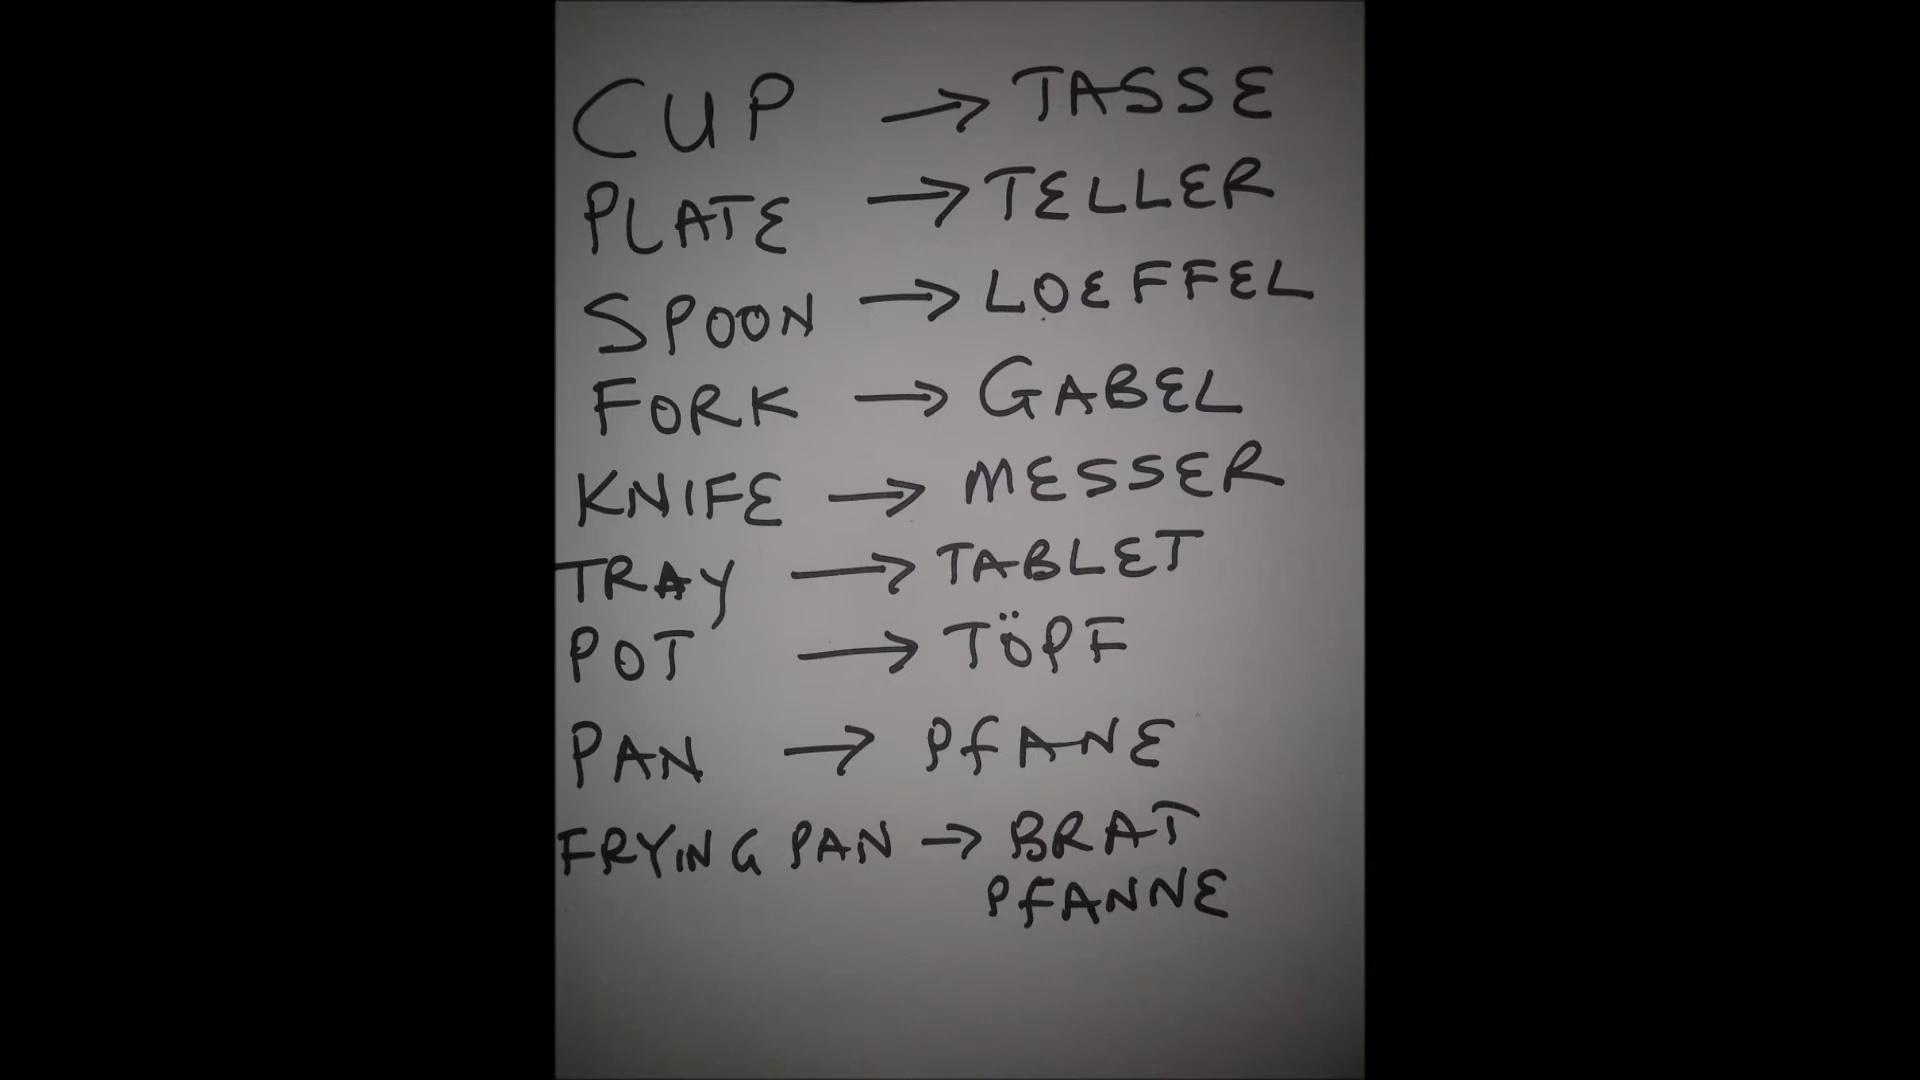 CUP → TASSE
PLATE → TELLER
SPOON → LOEFFEL
FORK → GABEL
KNIFE → MESSER
TRAY → TABLET
POT → TÖPF
PAN → PfANE
FRYING PAN → BRAT
PfANNE